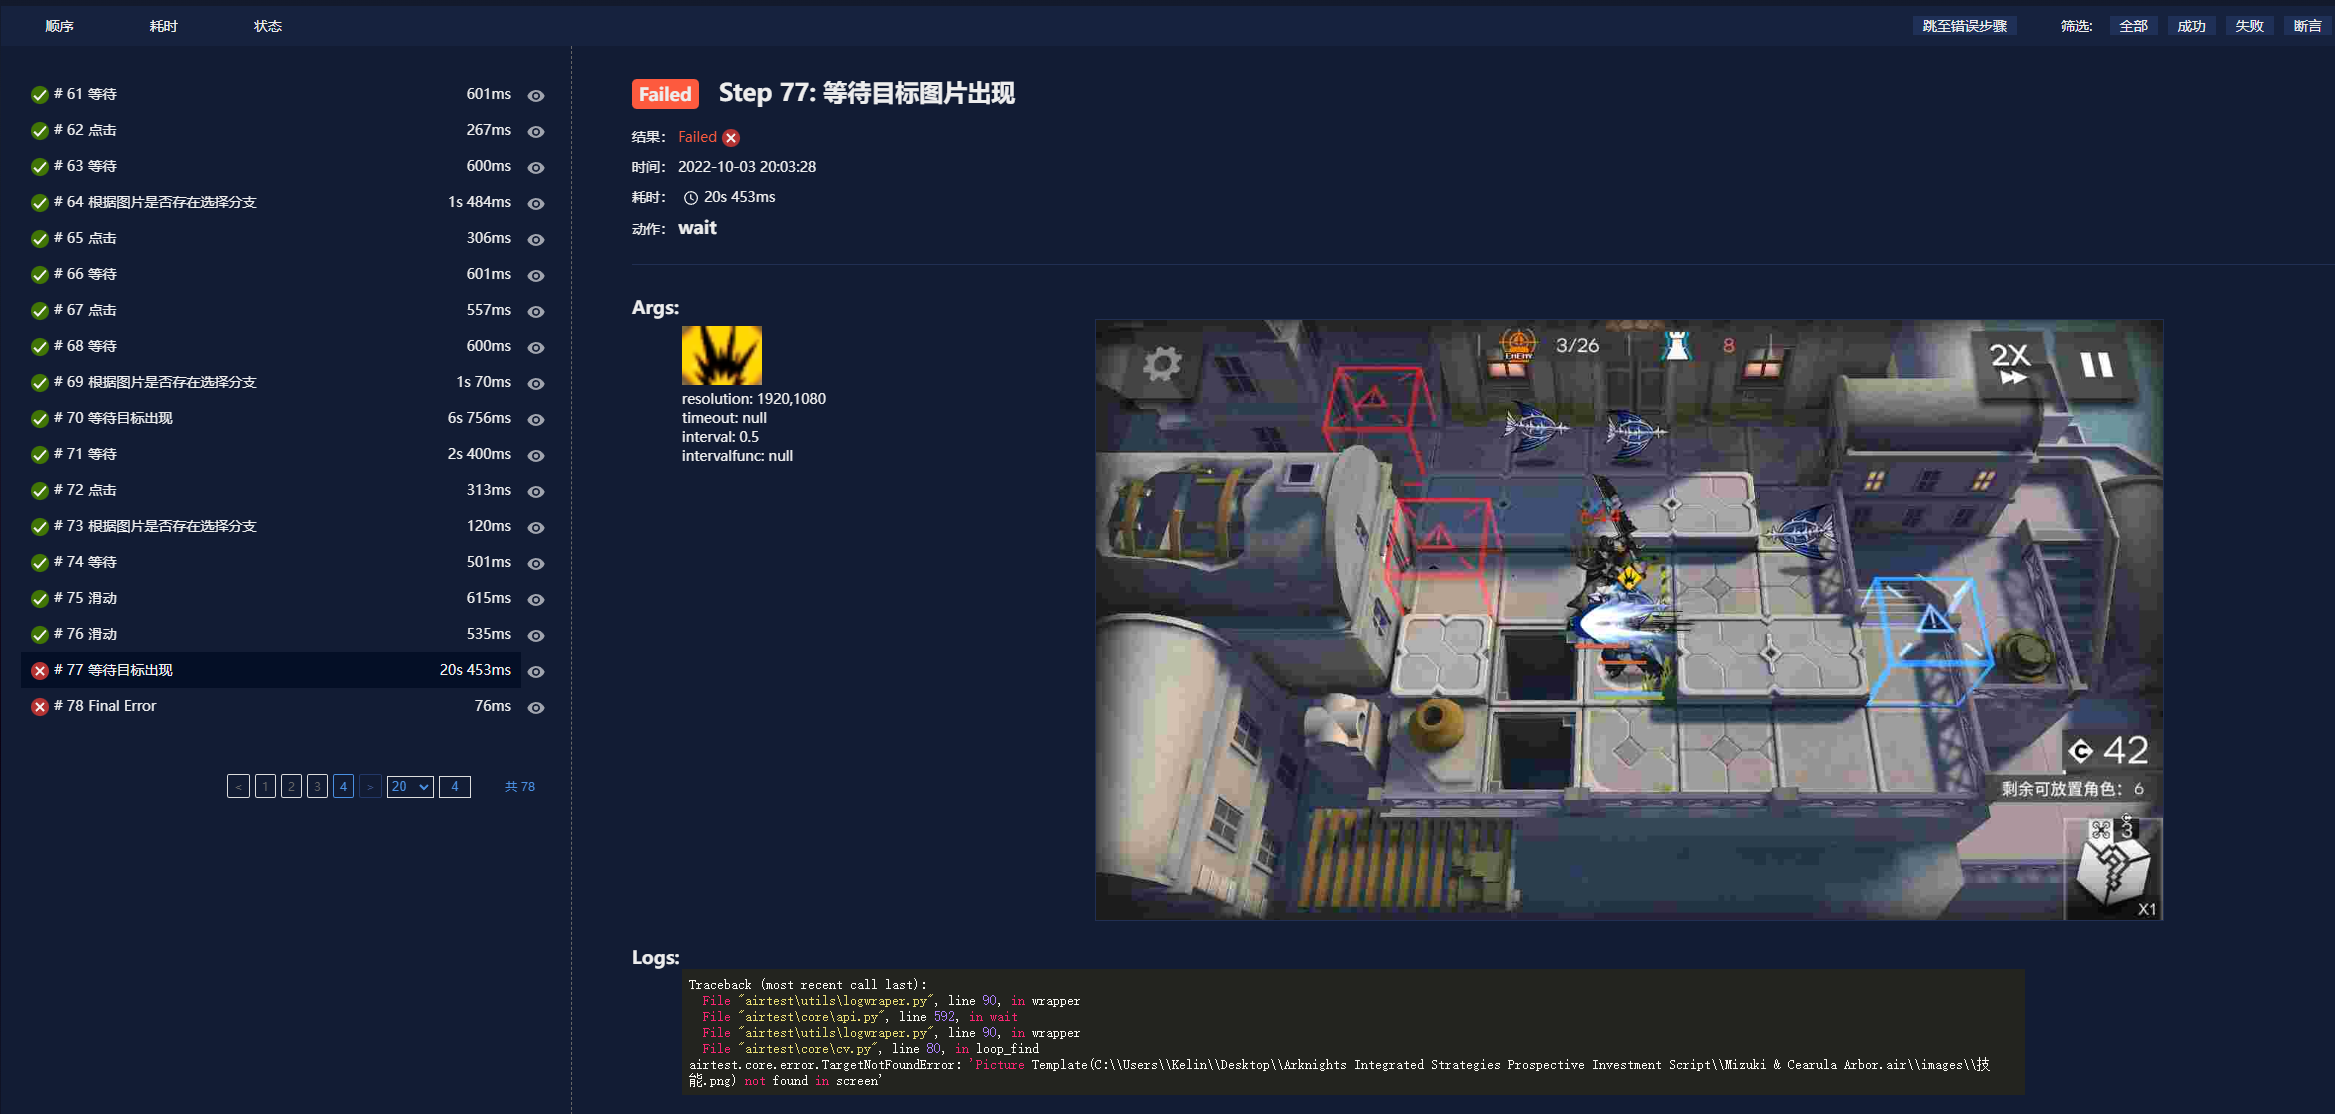 顺序 耗时 状态 跳至错误步骤 筛选: 全部 成功 失败 断言
# 61 等待 601ms
# 62 点击 267ms
# 63 等待 600ms
# 64 根据图片是否存在选择分支 1s 484ms
# 65 点击 306ms
# 66 等待 601ms
# 67 点击 557ms
# 68 等待 600ms
# 69 根据图片是否存在选择分支 1s 70ms
# 70 等待目标出现 6s 756ms
# 71 等待 2s 400ms
# 72 点击 313ms
# 73 根据图片是否存在选择分支 120ms
# 74 等待 501ms
# 75 滑动 615ms
# 76 滑动 535ms
# 77 等待目标出现 20s 453ms
# 78 Final Error 76ms
< 1 2 3 4 > 20 4 共 78
Failed Step 77: 等待目标图片出现
结果: Failed
时间: 2022-10-03 20:03:28
耗时: 20s 453ms
动作: wait
Args:
resolution: 1920,1080
timeout: null
interval: 0.5
intervalfunc: null
ENEMY 3/26 8 2X
42
剩余可放置角色: 6
3
X1
Logs:
Traceback (most recent call last):
File "airtest\utils\logwraper.py", line 90, in wrapper
File "airtest\core\api.py", line 592, in wait
File "airtest\utils\logwraper.py", line 90, in wrapper
File "airtest\core\cv.py", line 80, in loop_find
airtest.core.error.TargetNotFoundError: 'Picture Template(C:\\Users\\Kelin\\Desktop\\Arknights Integrated Strategies Prospective Investment Script\\Mizuki & Cearula Arbor.air\\images\\技
能.png) not found in screen'